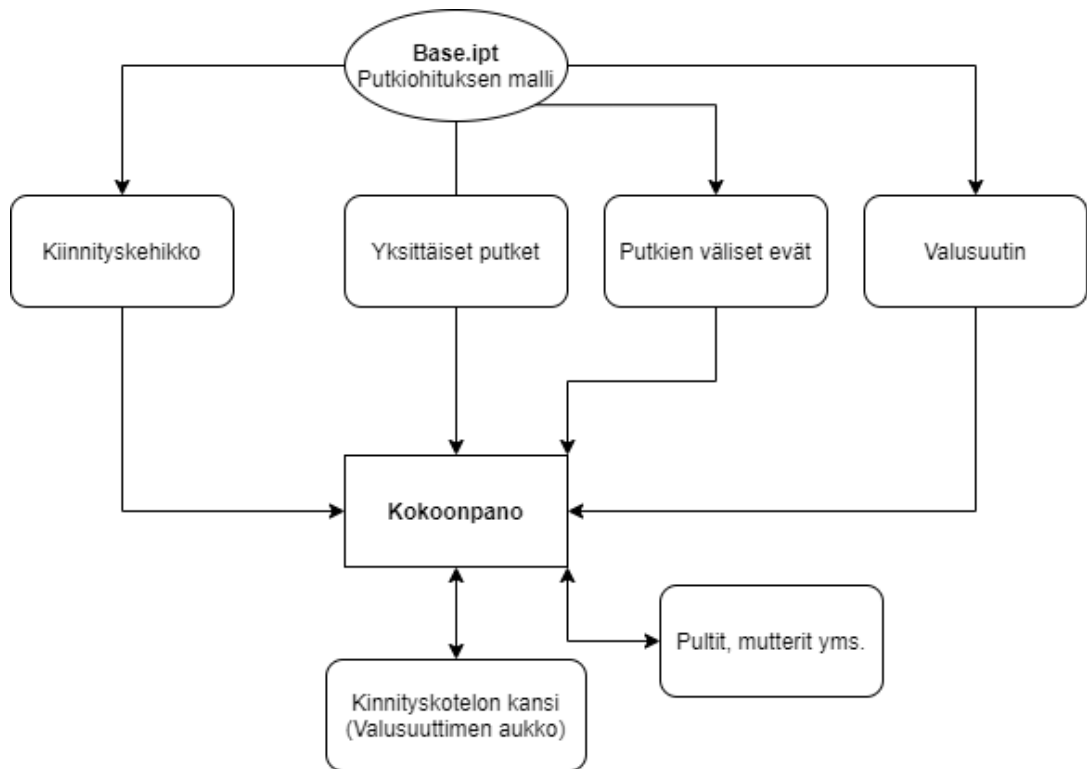 Base.ipt
Putkiohituksen malli
Kiinnityskehikko
Yksittäiset putket
Putkien väliset evät
Valusuutin
Kokoonpano
Pultit, mutterit yms.
Kinnityskotelon kansi
(Valusuuttimen aukko)